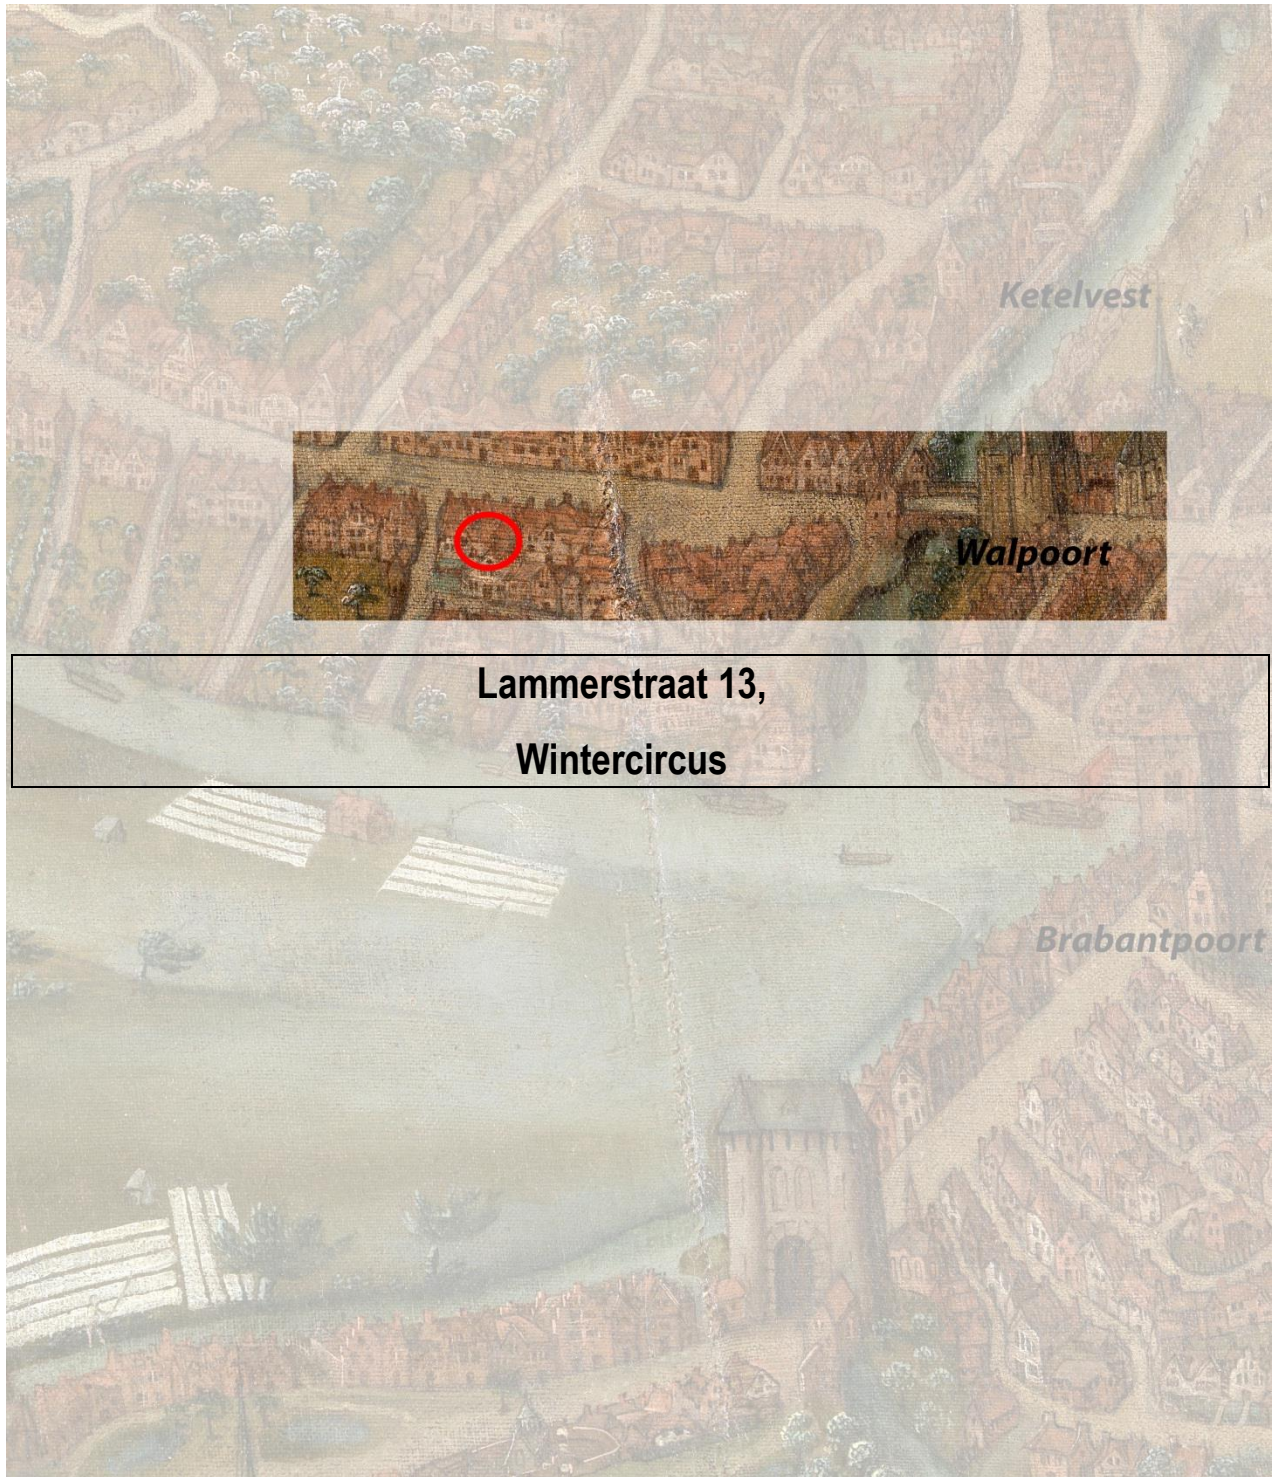 Ketelvest
Walpoort
Lammerstraat 13,
Wintercircus
Brabantpoort